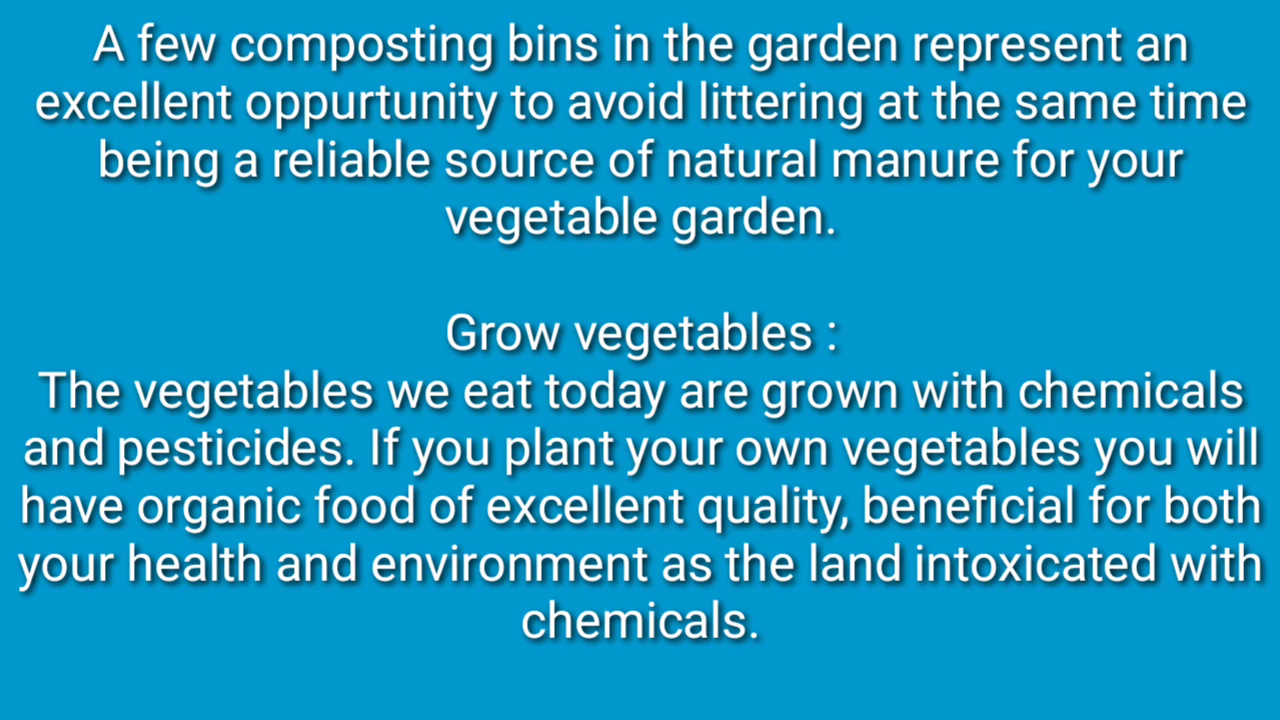 A few composting bins in the garden represent an
excellent oppurtunity to avoid littering at the same time
being a reliable source of natural manure for your
vegetable garden.
Grow vegetables :
The vegetables we eat today are grown with chemicals
and pesticides. If you plant your own vegetables you will
have organic food of excellent quality, beneficial for both
your health and environment as the land intoxicated with
chemicals.